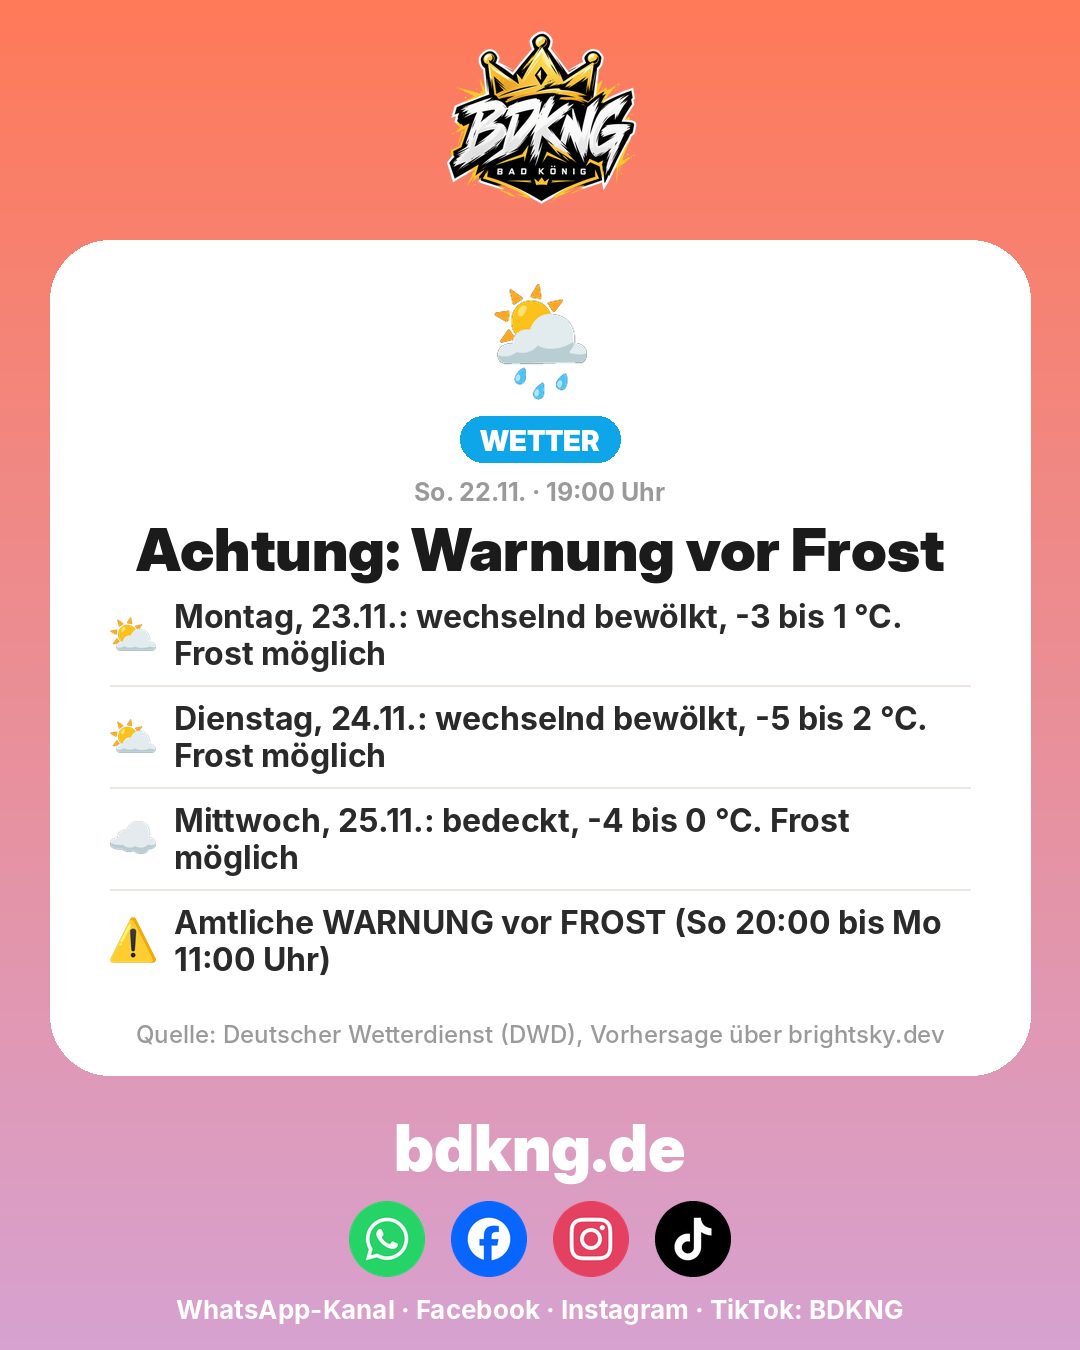 BDKNG
BAD KÖNIG
WETTER
So. 22.11. · 19:00 Uhr
Achtung: Warnung vor Frost
Montag, 23.11.: wechselnd bewölkt, -3 bis 1 °C.
Frost möglich
Dienstag, 24.11.: wechselnd bewölkt, -5 bis 2 °C.
Frost möglich
Mittwoch, 25.11.: bedeckt, -4 bis 0 °C. Frost
möglich
Amtliche WARNUNG vor FROST (So 20:00 bis Mo
11:00 Uhr)
Quelle: Deutscher Wetterdienst (DWD), Vorhersage über brightsky.dev
bdkng.de
WhatsApp-Kanal · Facebook · Instagram · TikTok: BDKNG